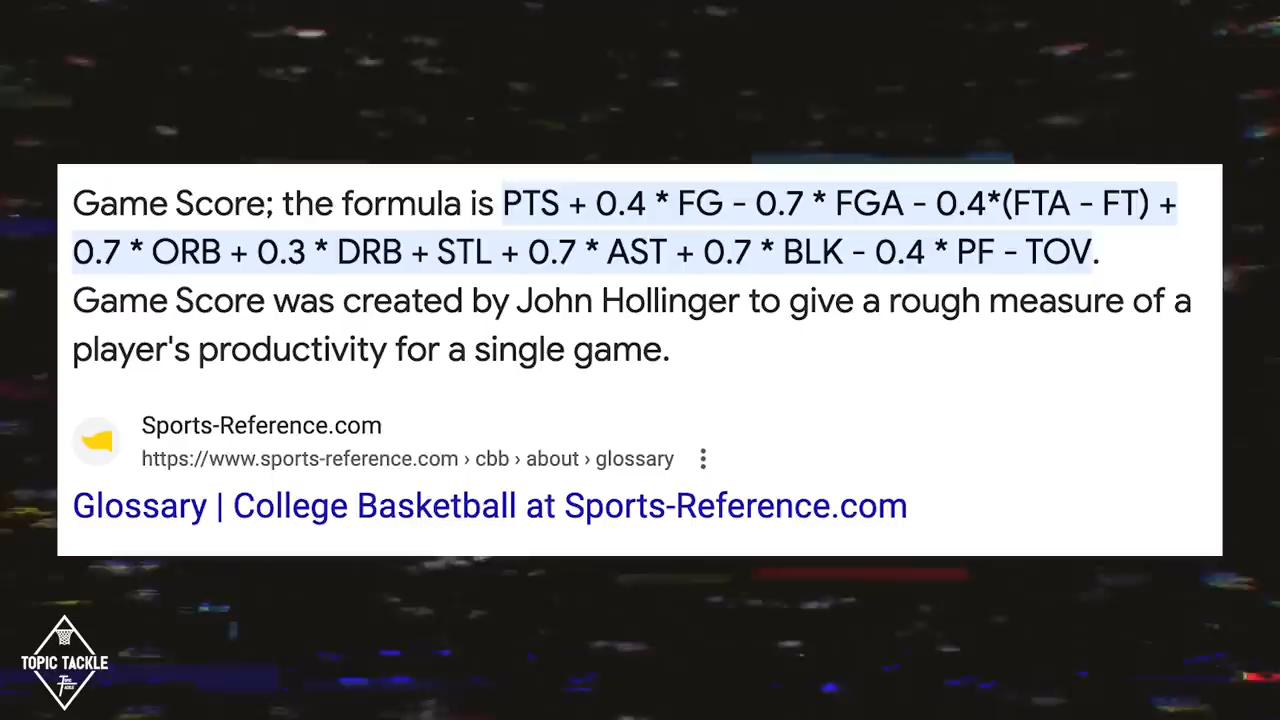 Game Score; the formula is PTS + 0.4 * FG - 0.7 * FGA - 0.4*(FTA - FT) +
0.7 * ORB + 0.3 * DRB + STL + 0.7 * AST + 0.7 * BLK - 0.4 * PF - TOV.
Game Score was created by John Hollinger to give a rough measure of a
player's productivity for a single game.
Sports-Reference.com
https://www.sports-reference.com › cbb › about › glossary
Glossary | College Basketball at Sports-Reference.com
TOPIC TACKLE